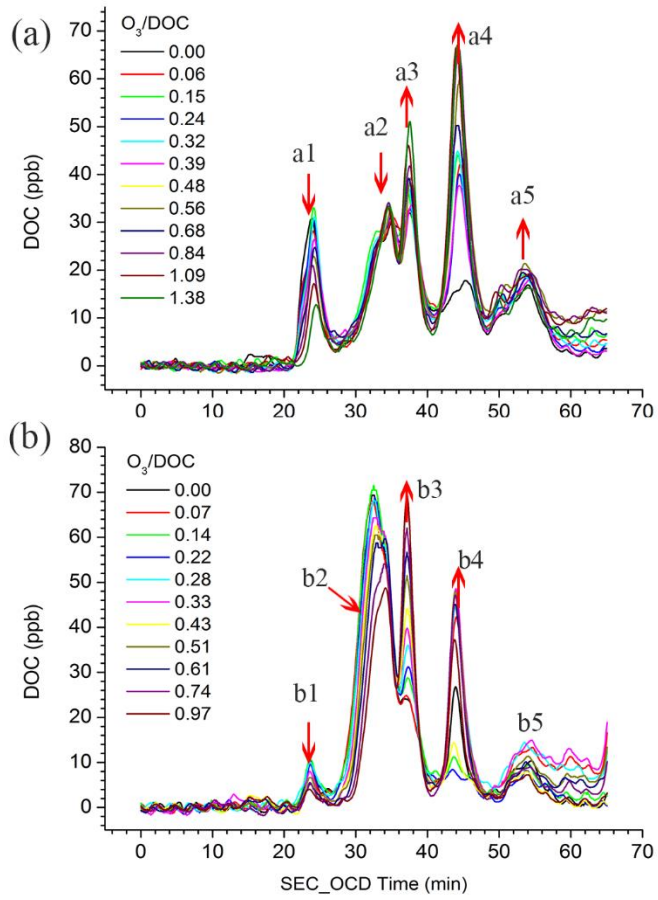 (a)
O₃/DOC
0.00
0.06
0.15
0.24
0.32
0.39
0.48
0.56
0.68
0.84
1.09
1.38
a1
a2
a3
a4
a5
70
60
50
40
30
20
10
0
DOC (ppb)
0 10 20 30 40 50 60 70
(b)
O₃/DOC
0.00
0.07
0.14
0.22
0.28
0.33
0.43
0.51
0.61
0.74
0.97
b1
b2
b3
b4
b5
80
70
60
50
40
30
20
10
0
DOC (ppb)
0 10 20 30 40 50 60 70
SEC_OCD Time (min)